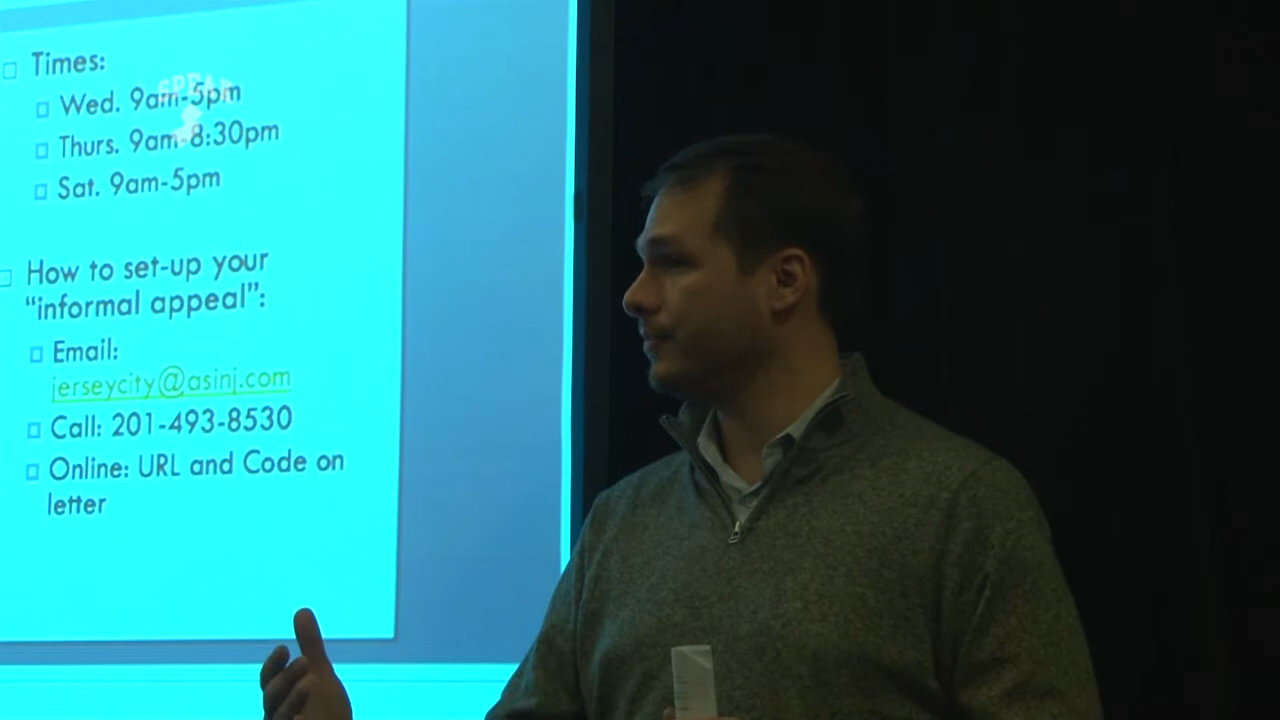 Times:
Wed. 9am-5pm
Thurs. 9am-8:30pm
Sat. 9am-5pm
How to set-up your
“informal appeal”:
Email:
jerseycity@asinj.com
Call: 201-493-8530
Online: URL and Code on
letter